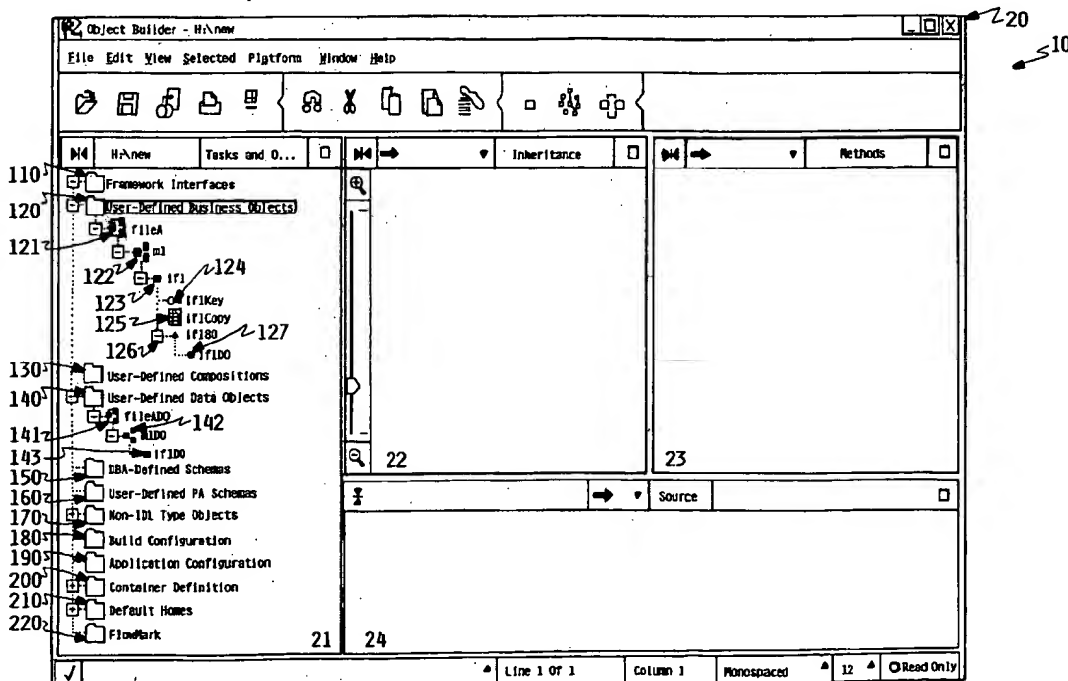 Object Builder - H:\new
20
10
File Edit View Selected Platform Window Help
H:\new Tasks and O... Inheritance Methods
110 Framework Interfaces
120 User-Defined Business Objects
121 fileA
122 m1
123 if1 124
if1Key
125 if1Copy
126 if1BO 127
if1DO
130 User-Defined Compositions
140 User-Defined Data Objects
141 fileADO 142
m1DO
143 if1DO
22 23
150 DBA-Defined Schemas
160 User-Defined PA Schemas
Source
170 Non-IDL Type Objects
180 Build Configuration
190 Application Configuration
200 Container Definition
210 Default Homes
220 FlowMark
21 24
Line 1 Of 1 Column 1 Monospaced 12 Read Only